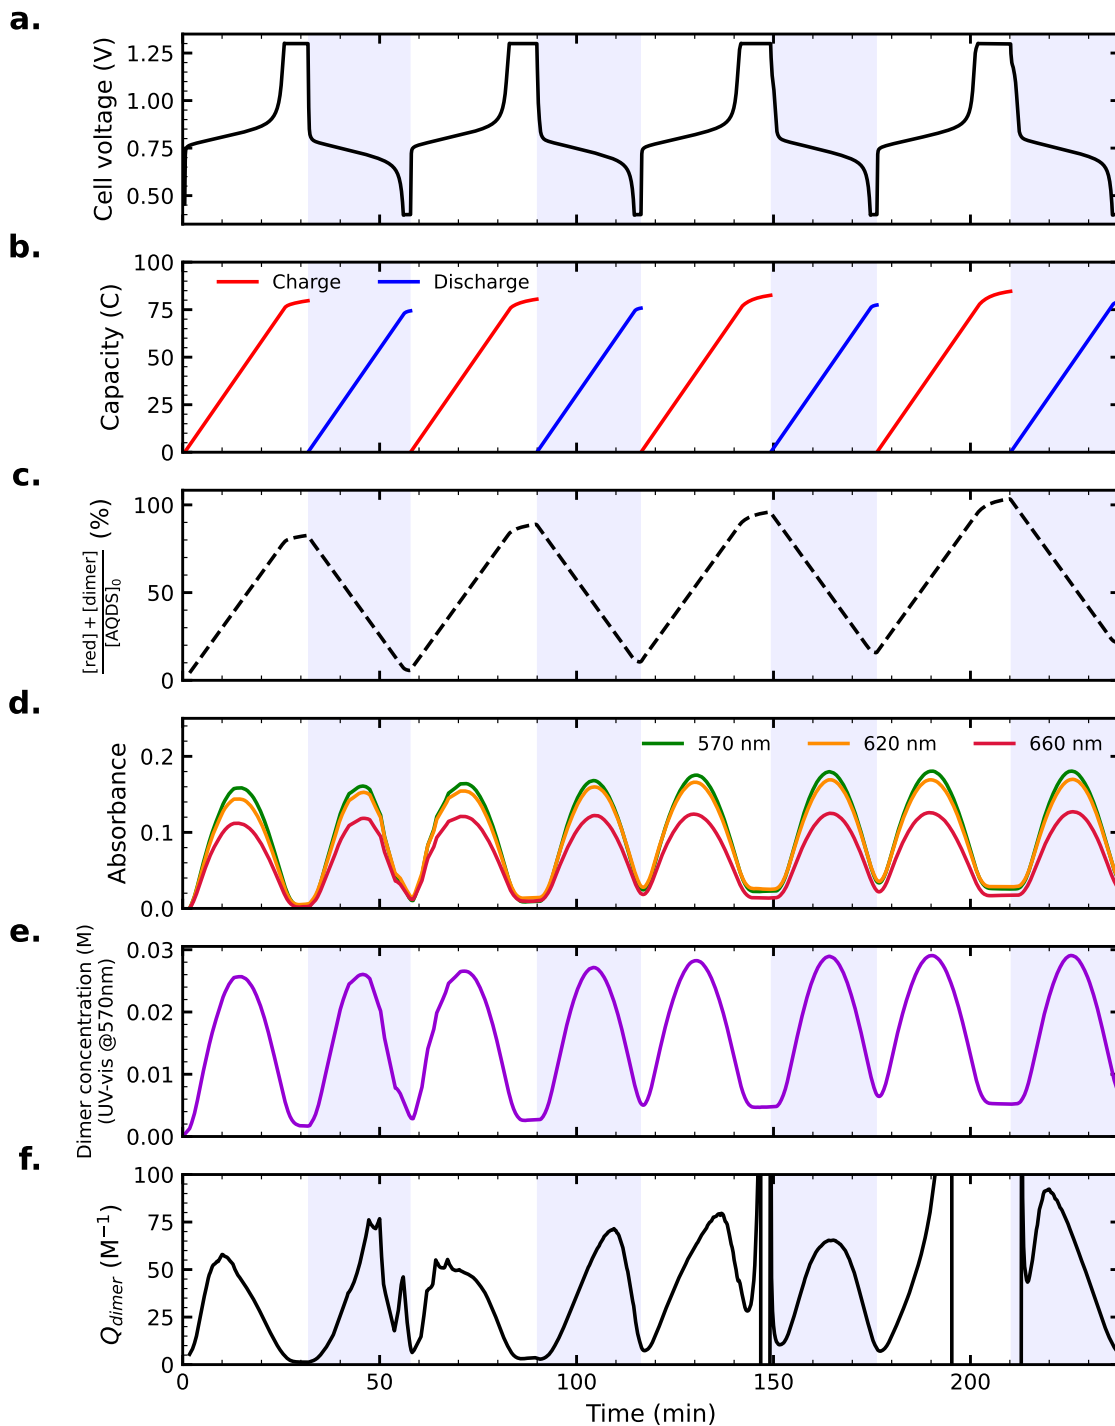 a.
Cell voltage (V)
1.25
1.00
0.75
0.50
b.
Capacity (C)
100
75
50
25
0
Charge
Discharge
c.
[red] + [dimer]
[AQDS]₀
(%)
100
50
0
d.
Absorbance
0.2
0.1
0.0
570 nm
620 nm
660 nm
e.
Dimer concentration (M)
(UV-vis @570nm)
0.03
0.02
0.01
0.00
f.
Q_dimer (M⁻¹)
100
75
50
25
0
0
50
100
150
200
Time (min)